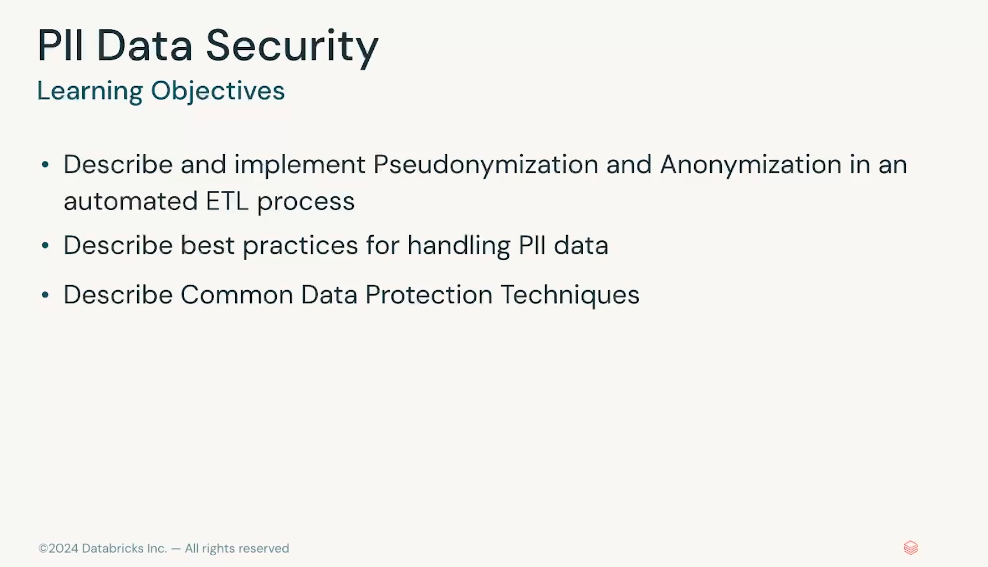 PII Data Security
Learning Objectives
• Describe and implement Pseudonymization and Anonymization in an
automated ETL process
• Describe best practices for handling PII data
• Describe Common Data Protection Techniques
©2024 Databricks Inc. — All rights reserved